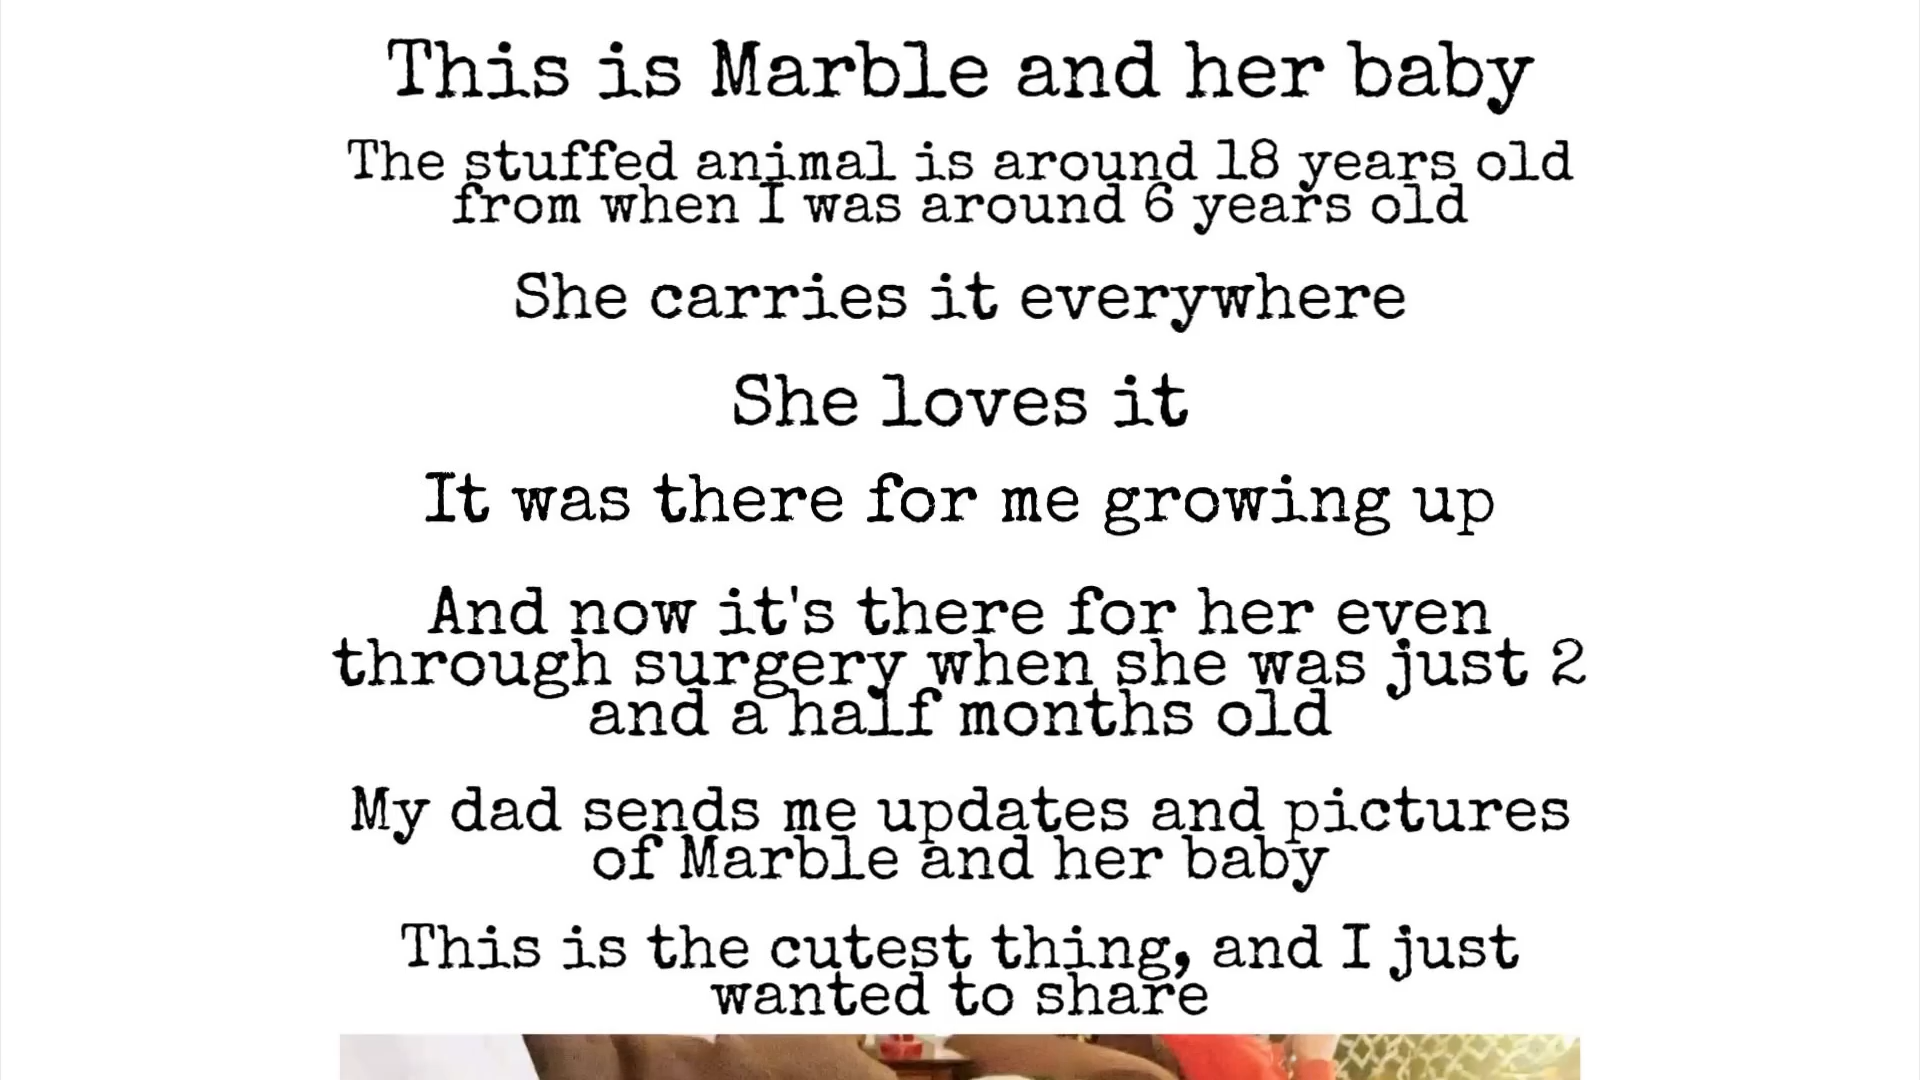 This is Marble and her baby
The stuffed animal is around 18 years old
from when I was around 6 years old
She carries it everywhere
She loves it
It was there for me growing up
And now it's there for her even
through surgery when she was just 2
and a half months old
My dad sends me updates and pictures
of Marble and her baby
This is the cutest thing, and I just
wanted to share